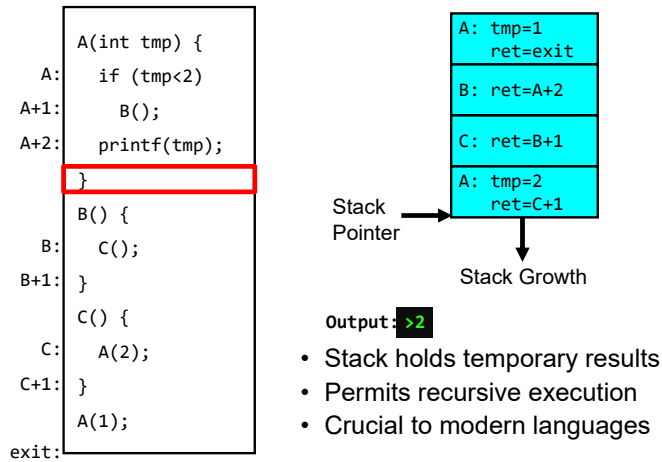 A(int tmp) {
A: if (tmp<2)
A+1: B();
A+2: printf(tmp);
}
B() {
B: C();
B+1: }
C() {
C: A(2);
C+1: }
A(1);
exit:
A: tmp=1
ret=exit
B: ret=A+2
C: ret=B+1
A: tmp=2
ret=C+1
Stack
Pointer
Stack Growth
Output: >2
• Stack holds temporary results
• Permits recursive execution
• Crucial to modern languages